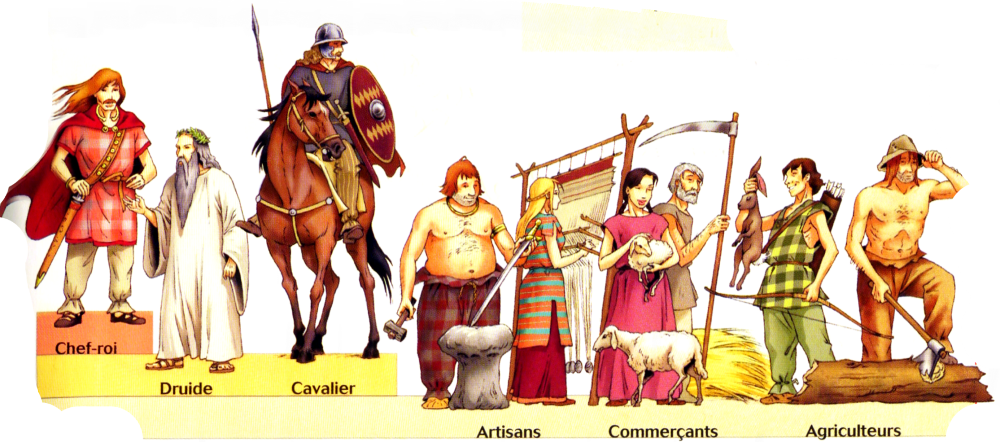 Chef-roi
Druide
Cavalier
Artisans
Commerçants
Agriculteurs